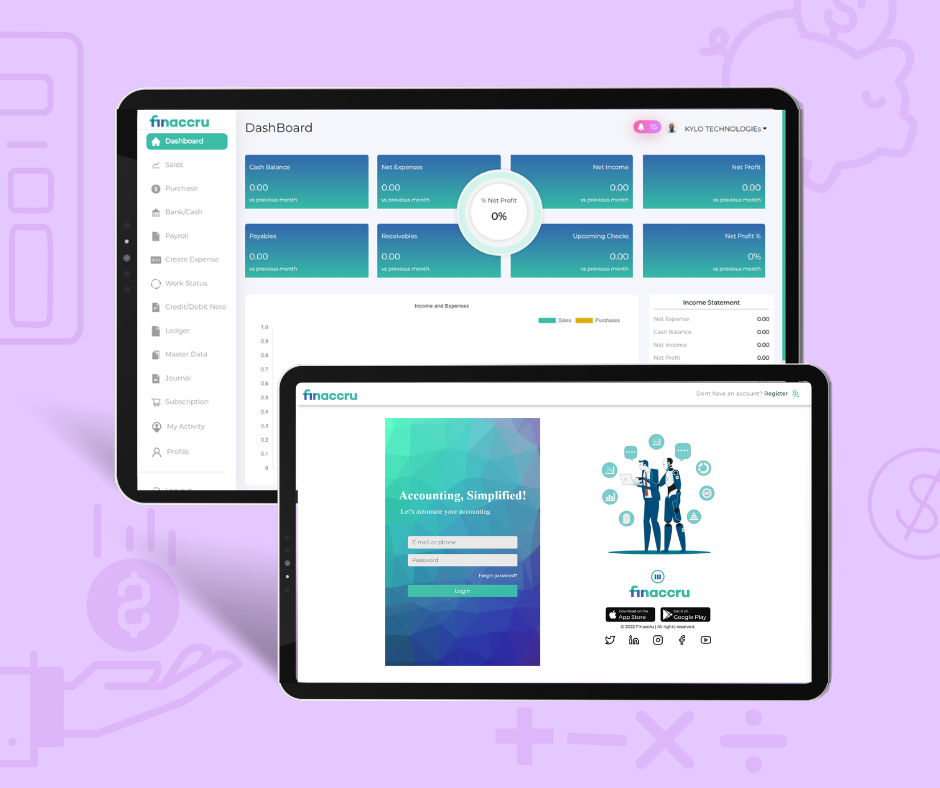 finaccru
Dashboard
Sales
Purchase
Bank/Cash
Payroll
Create Expense
Work Status
Credit/Debit Note
Ledger
Master Data
Journal
Subscription
My Activity
Profile
DashBoard
15
KYLO TECHNOLOGIEs
Cash Balance
0.00
vs previous month
Net Expenses
0.00
vs previous month
% Net Profit
0%
Net Income
0.00
vs previous month
Net Profit
0.00
vs previous month
Payables
0.00
vs previous month
Receivables
0.00
vs previous month
Upcoming Checks
0.00
vs previous month
Net Profit %
0%
vs previous month
Income and Expenses
Sales Purchases
1.0
0.9
0.8
0.7
0.6
0.5
0.4
0.3
0.2
0.1
0
Income Statement
Net Expense 0.00
Cash Balance 0.00
Net Income 0.00
Net Profit 0.00
finaccru
Dont have an account? Register
Accounting, Simplified!
Let's automate your accounting
E-mail or phone
Password
Forgot password?
Login
finaccru
Download on the
App Store
Get it on
Google Play
© 2022 Finaccru | All rights reserved.